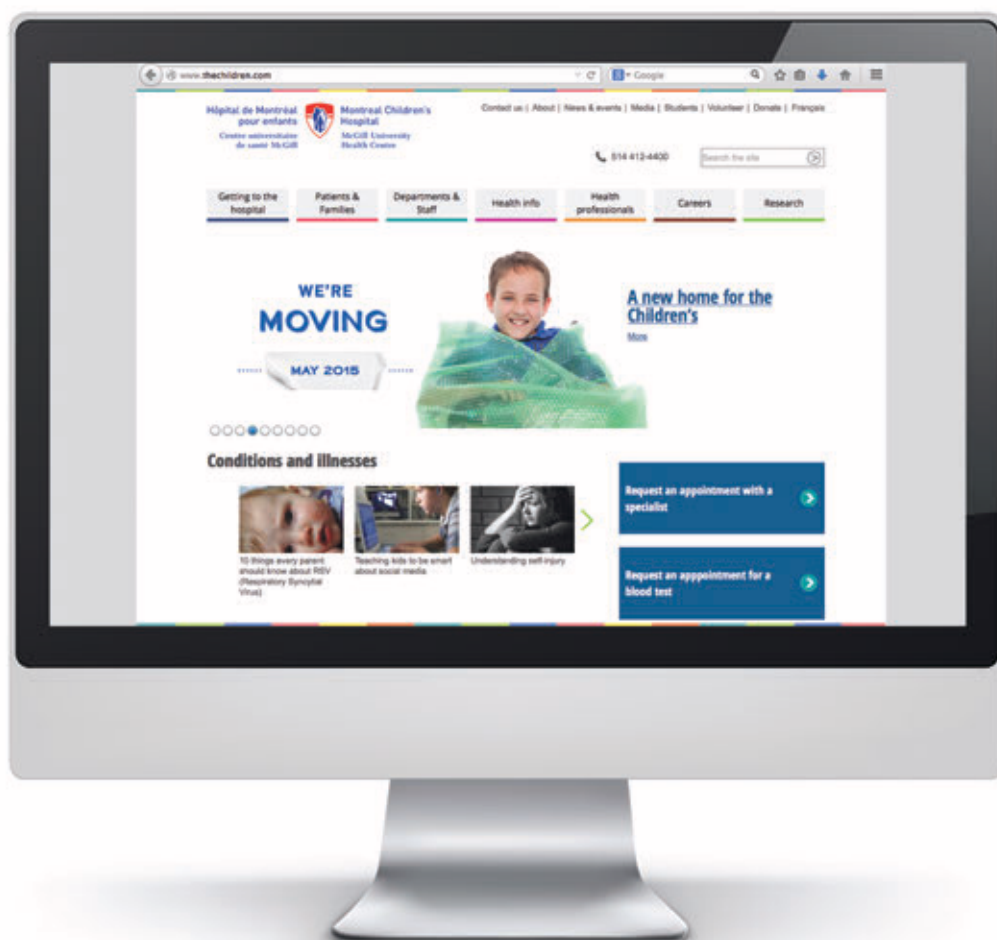 www.thechildren.com
Google
Hôpital de Montréal
pour enfants
Centre universitaire
de santé McGill
Montreal Children's
Hospital
McGill University
Health Centre
Contact us | About | News & events | Media | Students | Volunteer | Donate | Français
514 412-4400
Search the site
Getting to the
hospital
Patients &
Families
Departments &
Staff
Health info
Health
professionals
Careers
Research
WE'RE
MOVING
MAY 2015
A new home for the
Children's
More
Conditions and illnesses
10 things every parent
should know about RSV
(Respiratory Syncytial
Virus)
Teaching kids to be smart
about social media
Understanding self-injury
Request an appointment with a
specialist
Request an apppointment for a
blood test